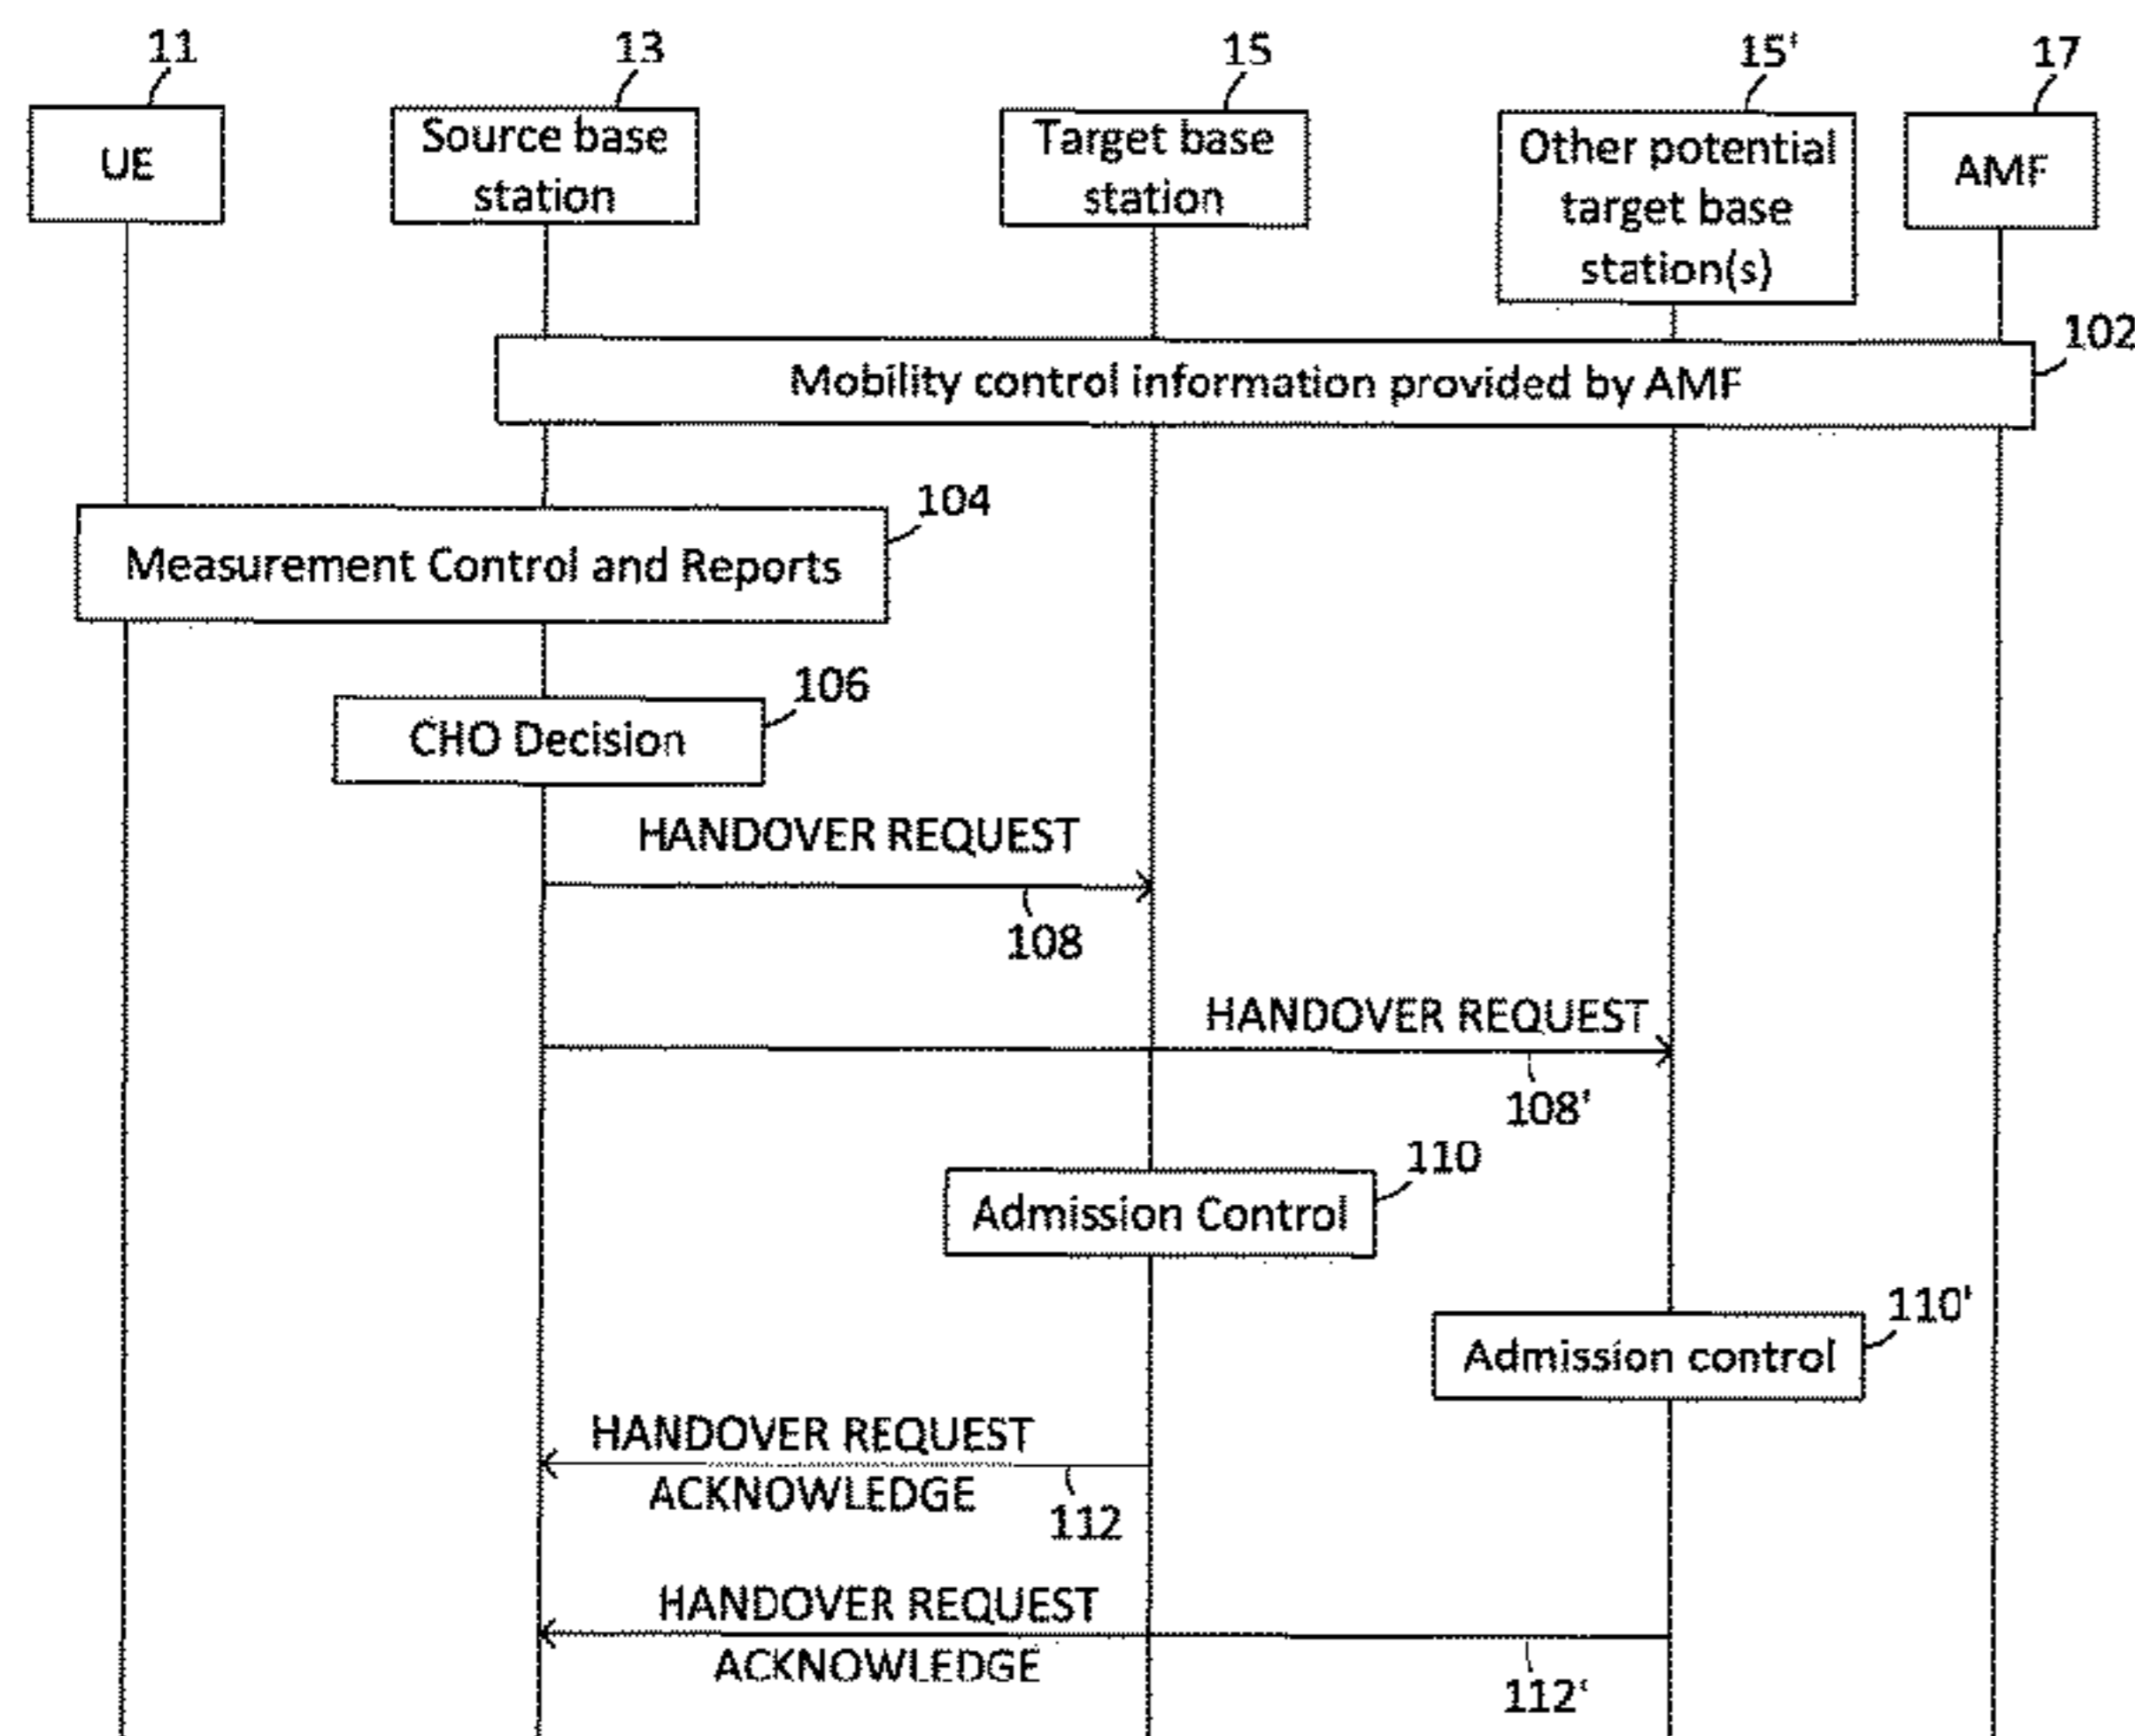 11
13
15
15'
17
UE
Source base
station
Target base
station
Other potential
target base
station(s)
AMF
102
Mobility control information provided by AMF
104
Measurement Control and Reports
106
CHO Decision
HANDOVER REQUEST
108
HANDOVER REQUEST
108'
110
Admission Control
110'
Admission control
HANDOVER REQUEST
ACKNOWLEDGE
112
HANDOVER REQUEST
ACKNOWLEDGE
112'